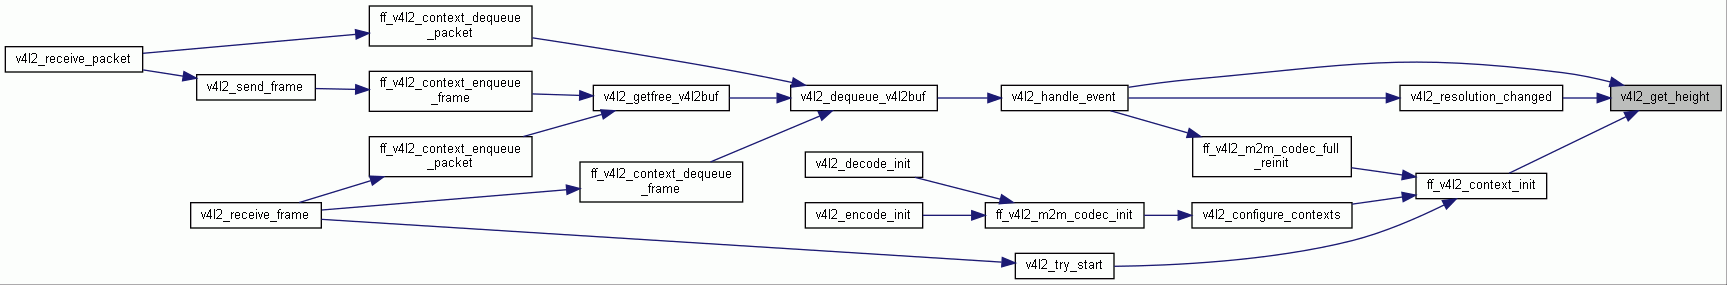 ff_v4l2_context_dequeue
_packet
v4l2_receive_packet
v4l2_send_frame
ff_v4l2_context_enqueue
_frame
v4l2_getfree_v4l2buf
v4l2_dequeue_v4l2buf
v4l2_handle_event
v4l2_resolution_changed
v4l2_get_height
ff_v4l2_context_enqueue
_packet
ff_v4l2_context_dequeue
_frame
v4l2_decode_init
ff_v4l2_m2m_codec_full
_reinit
ff_v4l2_context_init
v4l2_receive_frame
v4l2_encode_init
ff_v4l2_m2m_codec_init
v4l2_configure_contexts
v4l2_try_start